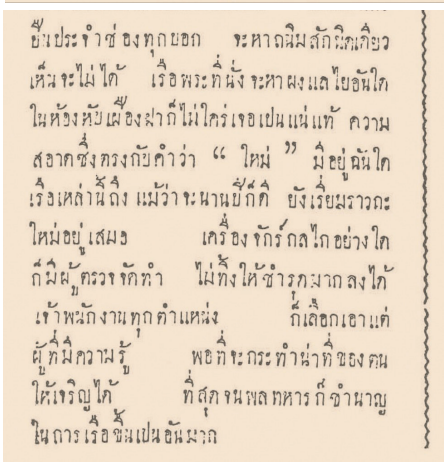 ยืนประจำช่องทุกบอก จะหาถนิมสักนิดเดียว
เห็นจะไม่ได้ เรือพระที่นั่งจะหาผงแลไยอันใด
ในห้องหับเฝืองฝาก็ไม่ใคร่เจอเปนแน่แท้ ความ
สอาดซึ่งตรงกับคำว่า “ ใหม่ ” มีอยู่ฉันใด
เรือเหล่านี้ถึง แม้ว่าจะนานปีก็ดี ยังเรี่ยมราวกะ
ใหม่อยู่เสมอ เครื่องจักร์กลไกอย่างใด
ก็มีผู้ตรวจจัดทำ ไม่ทิ้งให้ชำรุดมากลงได้
เจ้าพนักงานทุกตำแหน่ง ก็เลือกเอาแต่
ผู้ที่มีความรู้ พอที่จะกระทำน่าที่ของตน
ให้เจริญได้ ที่สุดจนพลทหารก็ชำนาญ
ในการเรือขึ้นเปนอันมาก